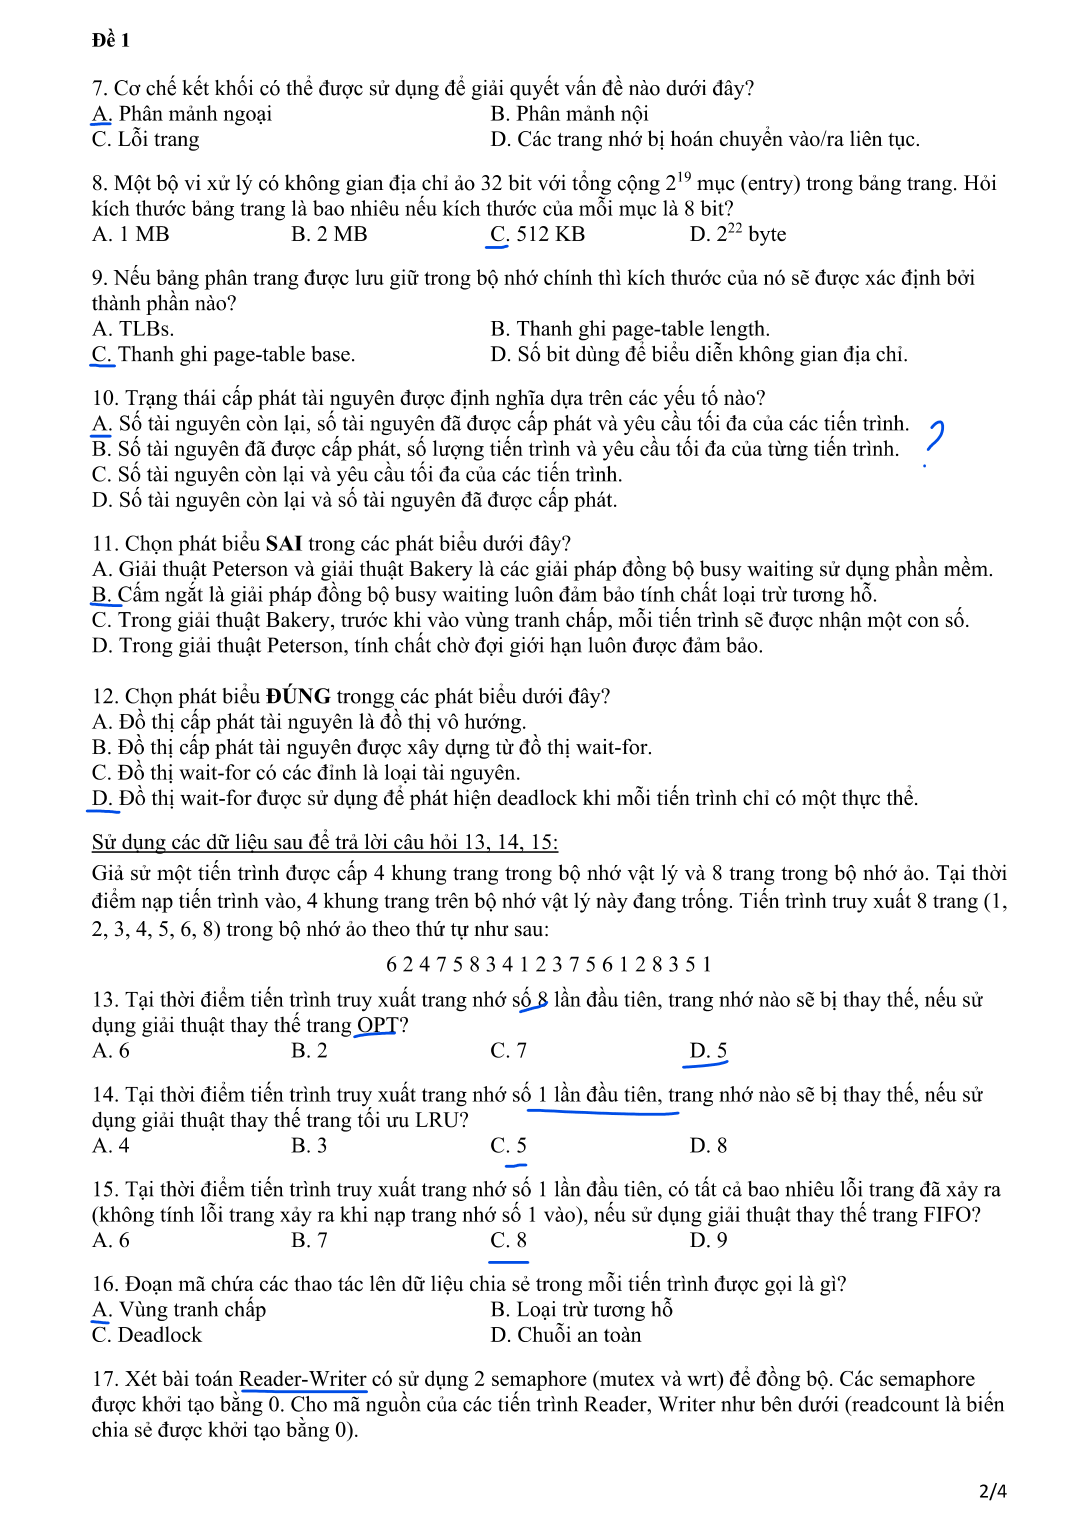 Đề 1
7. Cơ chế kết khối có thể được sử dụng để giải quyết vấn đề nào dưới đây?
A. Phân mảnh ngoại B. Phân mảnh nội
C. Lỗi trang D. Các trang nhớ bị hoán chuyển vào/ra liên tục.
8. Một bộ vi xử lý có không gian địa chỉ ảo 32 bit với tổng cộng 2^19 mục (entry) trong bảng trang. Hỏi
kích thước bảng trang là bao nhiêu nếu kích thước của mỗi mục là 8 bit?
A. 1 MB B. 2 MB C. 512 KB D. 2^22 byte
9. Nếu bảng phân trang được lưu giữ trong bộ nhớ chính thì kích thước của nó sẽ được xác định bởi
thành phần nào?
A. TLBs. B. Thanh ghi page-table length.
C. Thanh ghi page-table base. D. Số bit dùng để biểu diễn không gian địa chỉ.
10. Trạng thái cấp phát tài nguyên được định nghĩa dựa trên các yếu tố nào?
A. Số tài nguyên còn lại, số tài nguyên đã được cấp phát và yêu cầu tối đa của các tiến trình.
B. Số tài nguyên đã được cấp phát, số lượng tiến trình và yêu cầu tối đa của từng tiến trình. ?
C. Số tài nguyên còn lại và yêu cầu tối đa của các tiến trình.
D. Số tài nguyên còn lại và số tài nguyên đã được cấp phát.
11. Chọn phát biểu SAI trong các phát biểu dưới đây?
A. Giải thuật Peterson và giải thuật Bakery là các giải pháp đồng bộ busy waiting sử dụng phần mềm.
B. Cấm ngắt là giải pháp đồng bộ busy waiting luôn đảm bảo tính chất loại trừ tương hỗ.
C. Trong giải thuật Bakery, trước khi vào vùng tranh chấp, mỗi tiến trình sẽ được nhận một con số.
D. Trong giải thuật Peterson, tính chất chờ đợi giới hạn luôn được đảm bảo.
12. Chọn phát biểu ĐÚNG trongg các phát biểu dưới đây?
A. Đồ thị cấp phát tài nguyên là đồ thị vô hướng.
B. Đồ thị cấp phát tài nguyên được xây dựng từ đồ thị wait-for.
C. Đồ thị wait-for có các đỉnh là loại tài nguyên.
D. Đồ thị wait-for được sử dụng để phát hiện deadlock khi mỗi tiến trình chỉ có một thực thể.
Sử dụng các dữ liệu sau để trả lời câu hỏi 13, 14, 15:
Giả sử một tiến trình được cấp 4 khung trang trong bộ nhớ vật lý và 8 trang trong bộ nhớ ảo. Tại thời
điểm nạp tiến trình vào, 4 khung trang trên bộ nhớ vật lý này đang trống. Tiến trình truy xuất 8 trang (1,
2, 3, 4, 5, 6, 8) trong bộ nhớ ảo theo thứ tự như sau:
6 2 4 7 5 8 3 4 1 2 3 7 5 6 1 2 8 3 5 1
13. Tại thời điểm tiến trình truy xuất trang nhớ số 8 lần đầu tiên, trang nhớ nào sẽ bị thay thế, nếu sử
dụng giải thuật thay thế trang OPT?
A. 6 B. 2 C. 7 D. 5
14. Tại thời điểm tiến trình truy xuất trang nhớ số 1 lần đầu tiên, trang nhớ nào sẽ bị thay thế, nếu sử
dụng giải thuật thay thế trang tối ưu LRU?
A. 4 B. 3 C. 5 D. 8
15. Tại thời điểm tiến trình truy xuất trang nhớ số 1 lần đầu tiên, có tất cả bao nhiêu lỗi trang đã xảy ra
(không tính lỗi trang xảy ra khi nạp trang nhớ số 1 vào), nếu sử dụng giải thuật thay thế trang FIFO?
A. 6 B. 7 C. 8 D. 9
16. Đoạn mã chứa các thao tác lên dữ liệu chia sẻ trong mỗi tiến trình được gọi là gì?
A. Vùng tranh chấp B. Loại trừ tương hỗ
C. Deadlock D. Chuỗi an toàn
17. Xét bài toán Reader-Writer có sử dụng 2 semaphore (mutex và wrt) để đồng bộ. Các semaphore
được khởi tạo bằng 0. Cho mã nguồn của các tiến trình Reader, Writer như bên dưới (readcount là biến
chia sẻ được khởi tạo bằng 0).
2/4